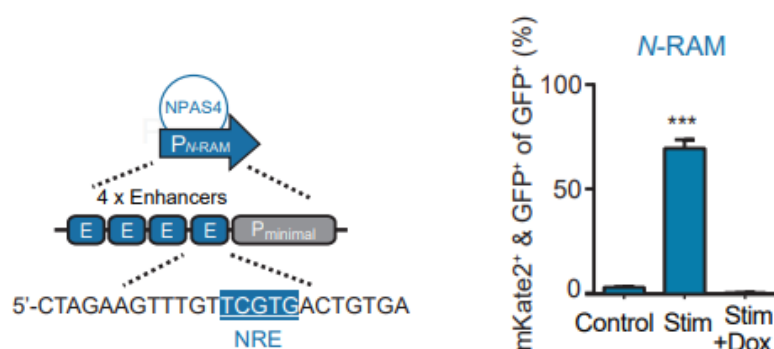 NPAS4
PN-RAM
4 x Enhancers
E E E E Pminimal
5'-CTAGAAGTTTGTTCGTGACTGTGA
NRE
N-RAM
mKate2+ & GFP+ of GFP+ (%)
100
50
0
Control Stim Stim
+Dox
***